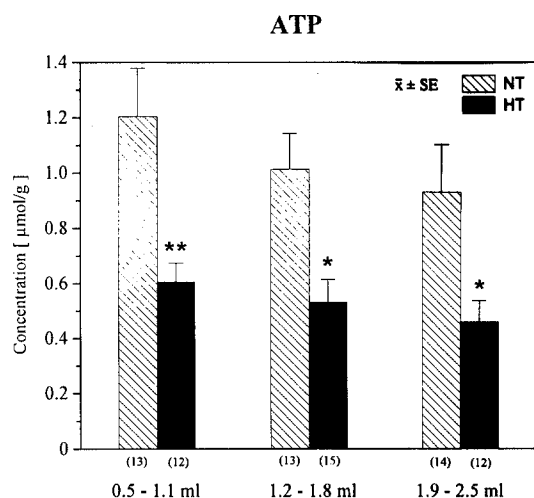 ATP
x̄ ± SE NT
HT
Concentration [ μmol/g ]
1.4
1.2
1.0
0.8
0.6
0.4
0.2
0
**
*
*
(13) (12) (13) (15) (14) (12)
0.5 - 1.1 ml 1.2 - 1.8 ml 1.9 - 2.5 ml